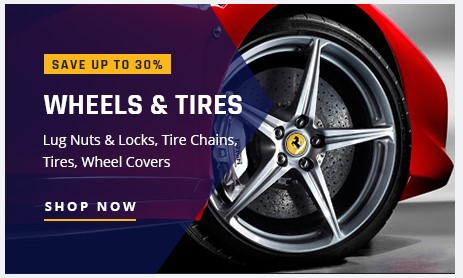 SAVE UP TO 30%
WHEELS & TIRES
Lug Nuts & Locks, Tire Chains,
Tires, Wheel Covers
SHOP NOW